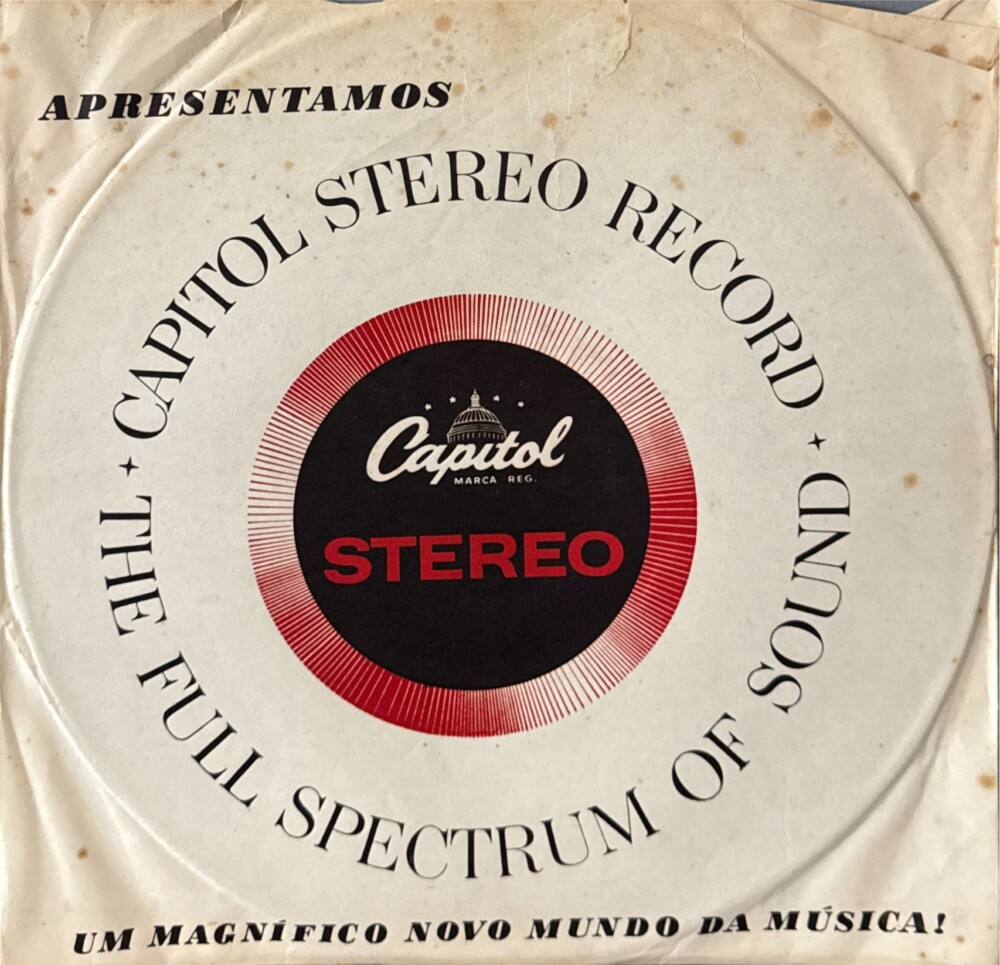 APRESENTAMOS
CAPITOL STEREO RECORD
THE FULL SPECTRUM OF SOUND
Capitol
MARCA REG.
STEREO
UM MAGNÍFICO NOVO MUNDO DA MÚSICA!